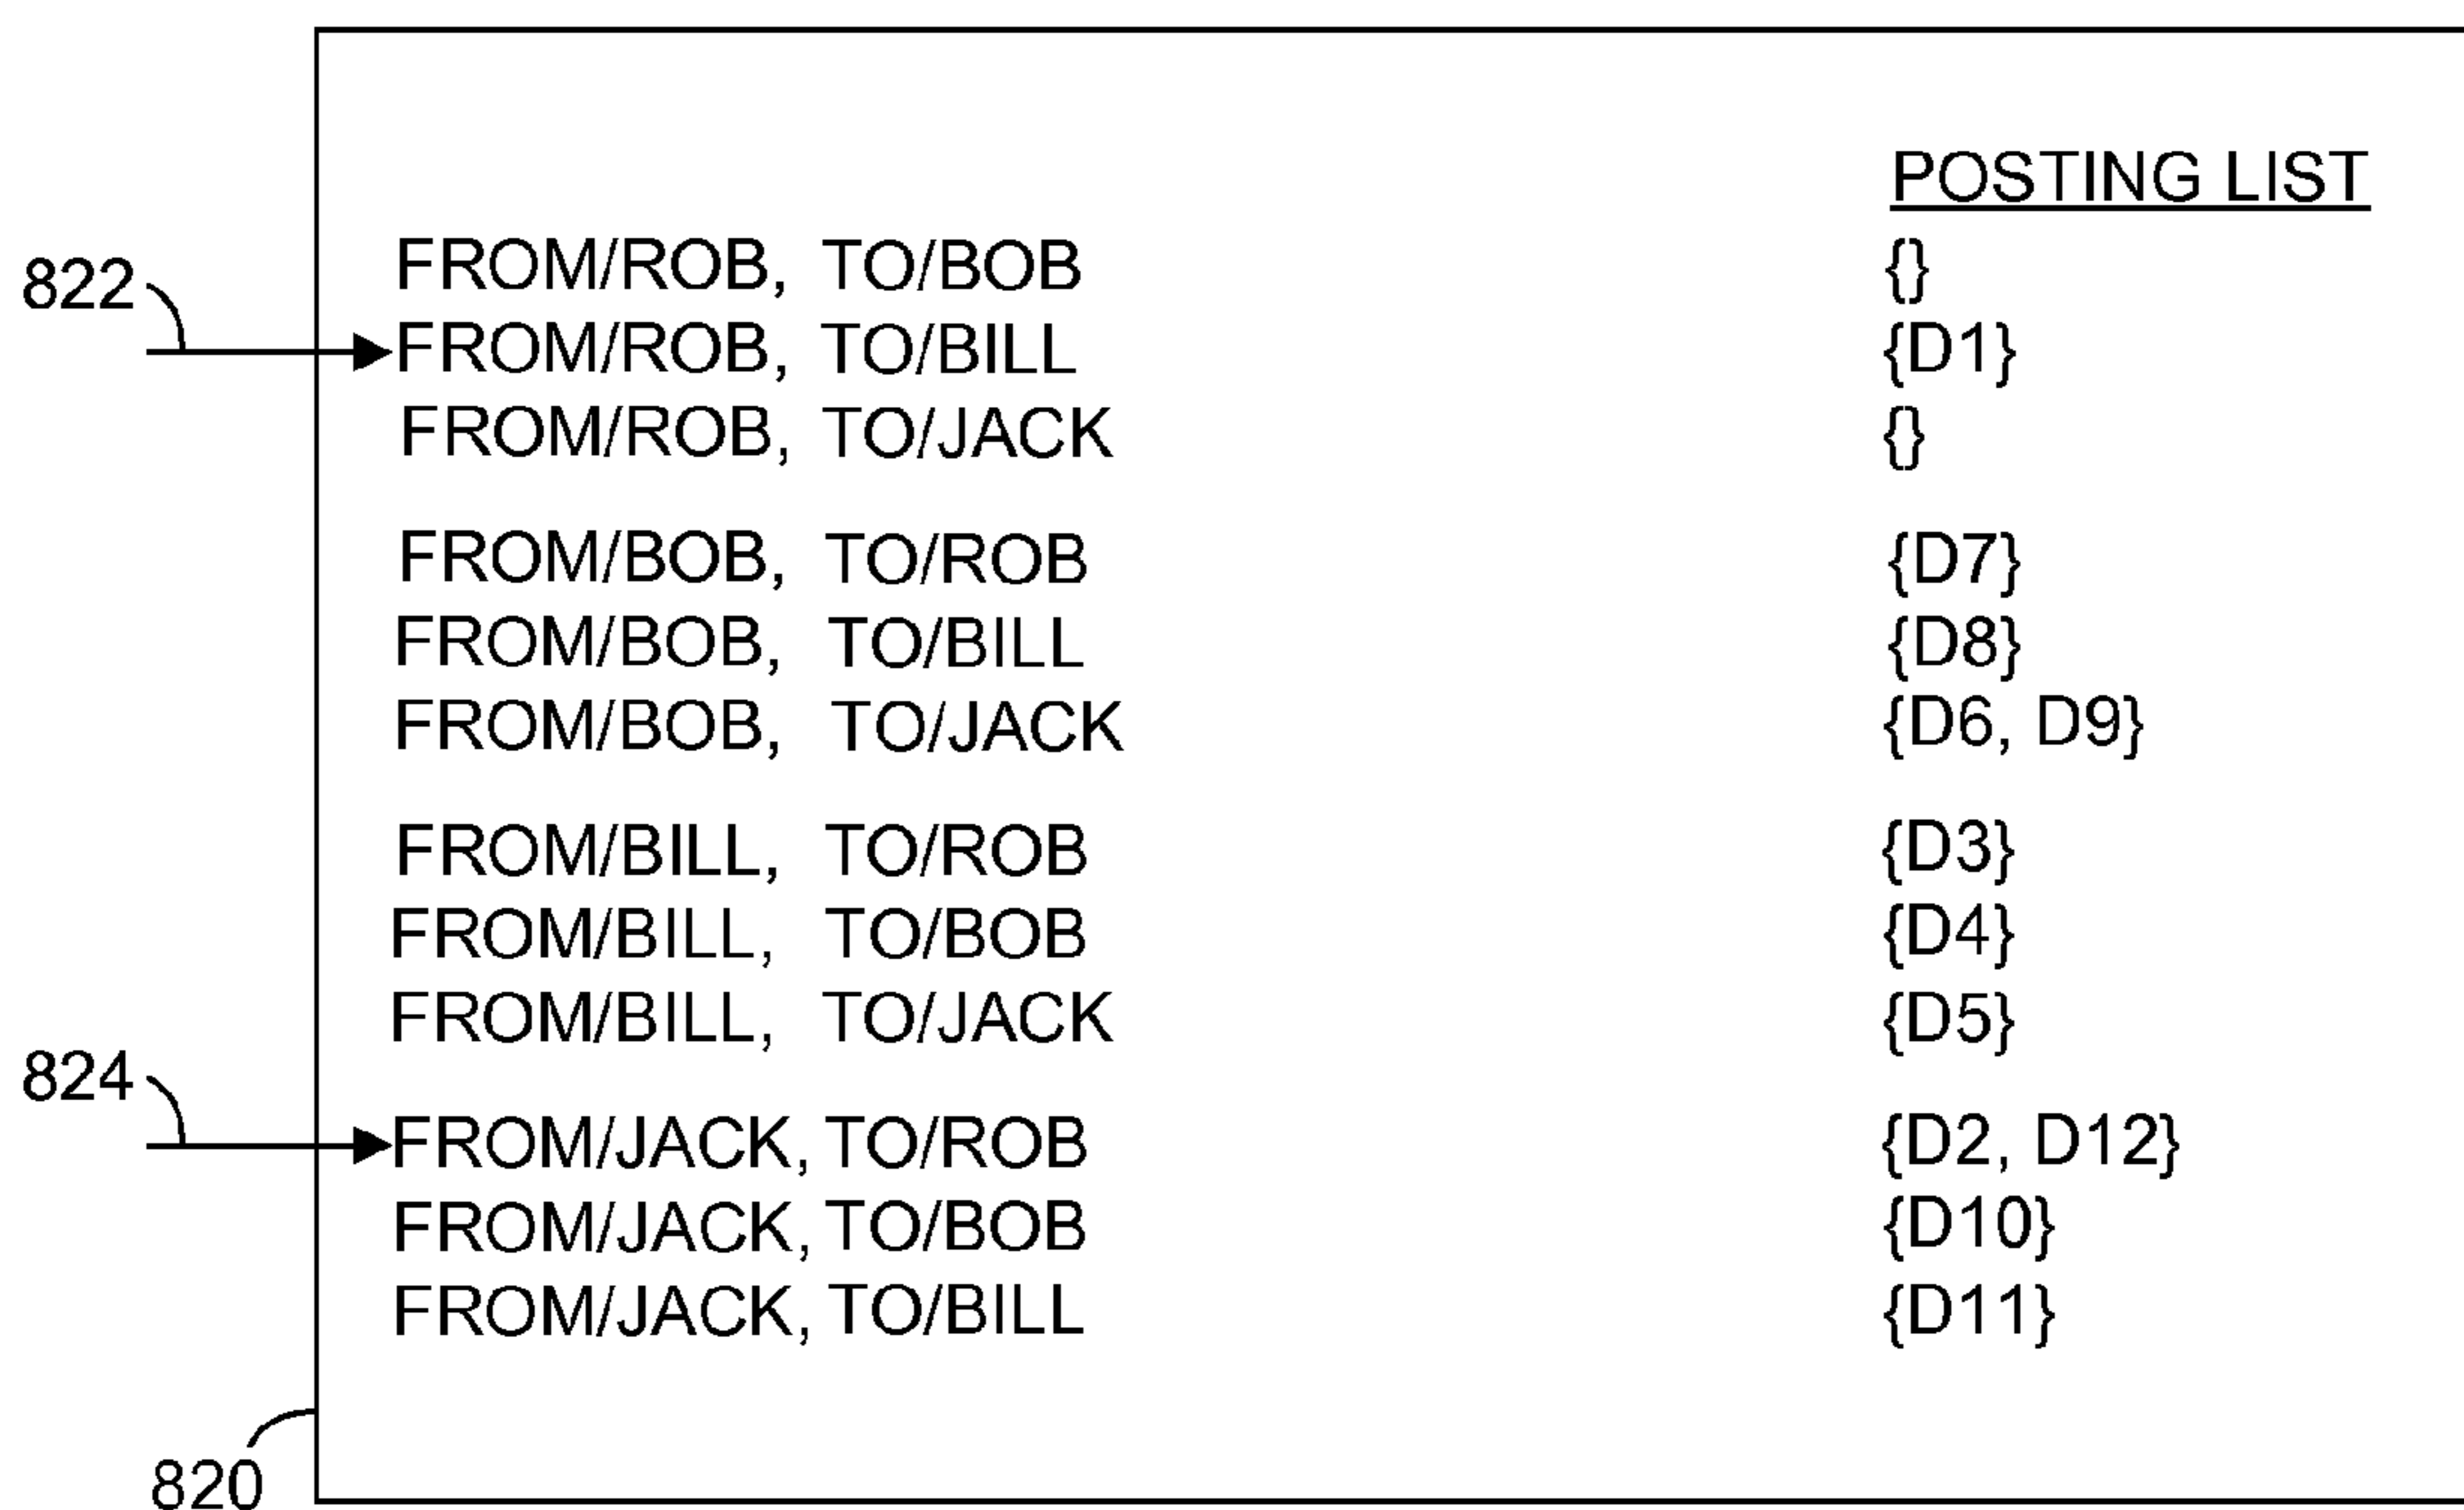 POSTING LIST
FROM/ROB, TO/BOB {}
822
FROM/ROB, TO/BILL {D1}
FROM/ROB, TO/JACK {}
FROM/BOB, TO/ROB {D7}
FROM/BOB, TO/BILL {D8}
FROM/BOB, TO/JACK {D6, D9}
FROM/BILL, TO/ROB {D3}
FROM/BILL, TO/BOB {D4}
FROM/BILL, TO/JACK {D5}
824
FROM/JACK, TO/ROB {D2, D12}
FROM/JACK, TO/BOB {D10}
FROM/JACK, TO/BILL {D11}
820